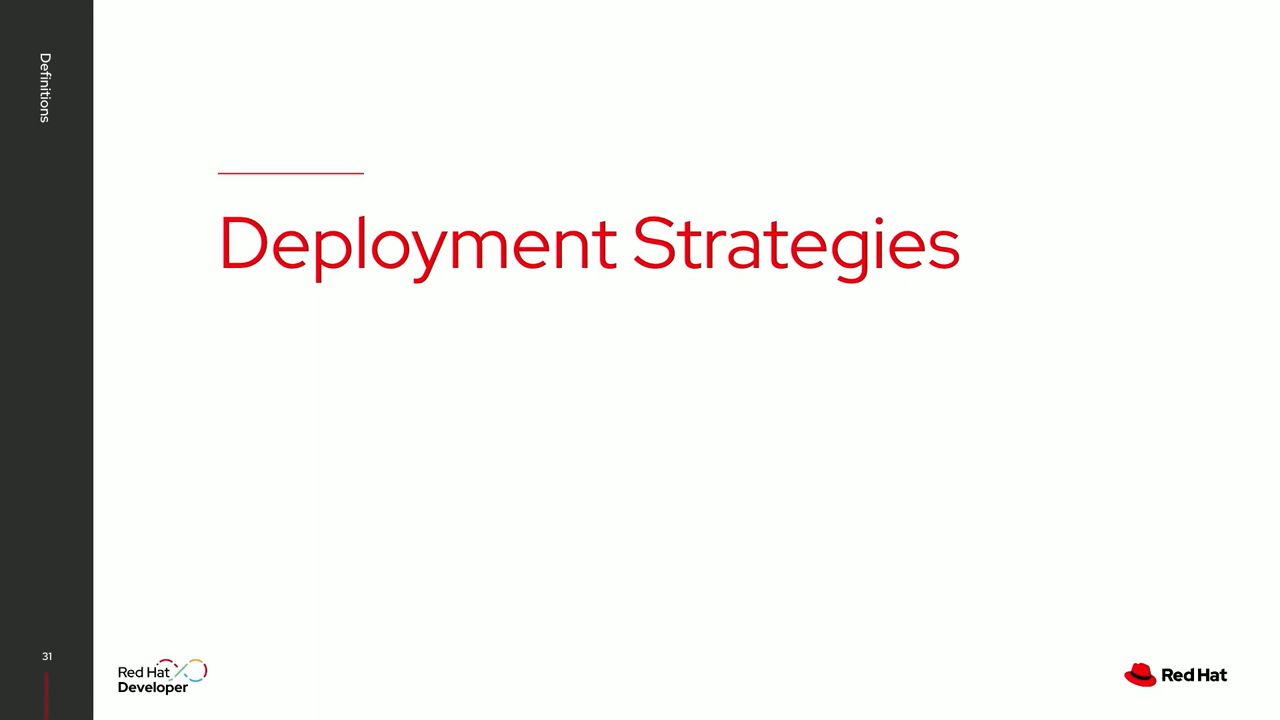 Definitions
Deployment Strategies
31
Red Hat
Developer
Red Hat